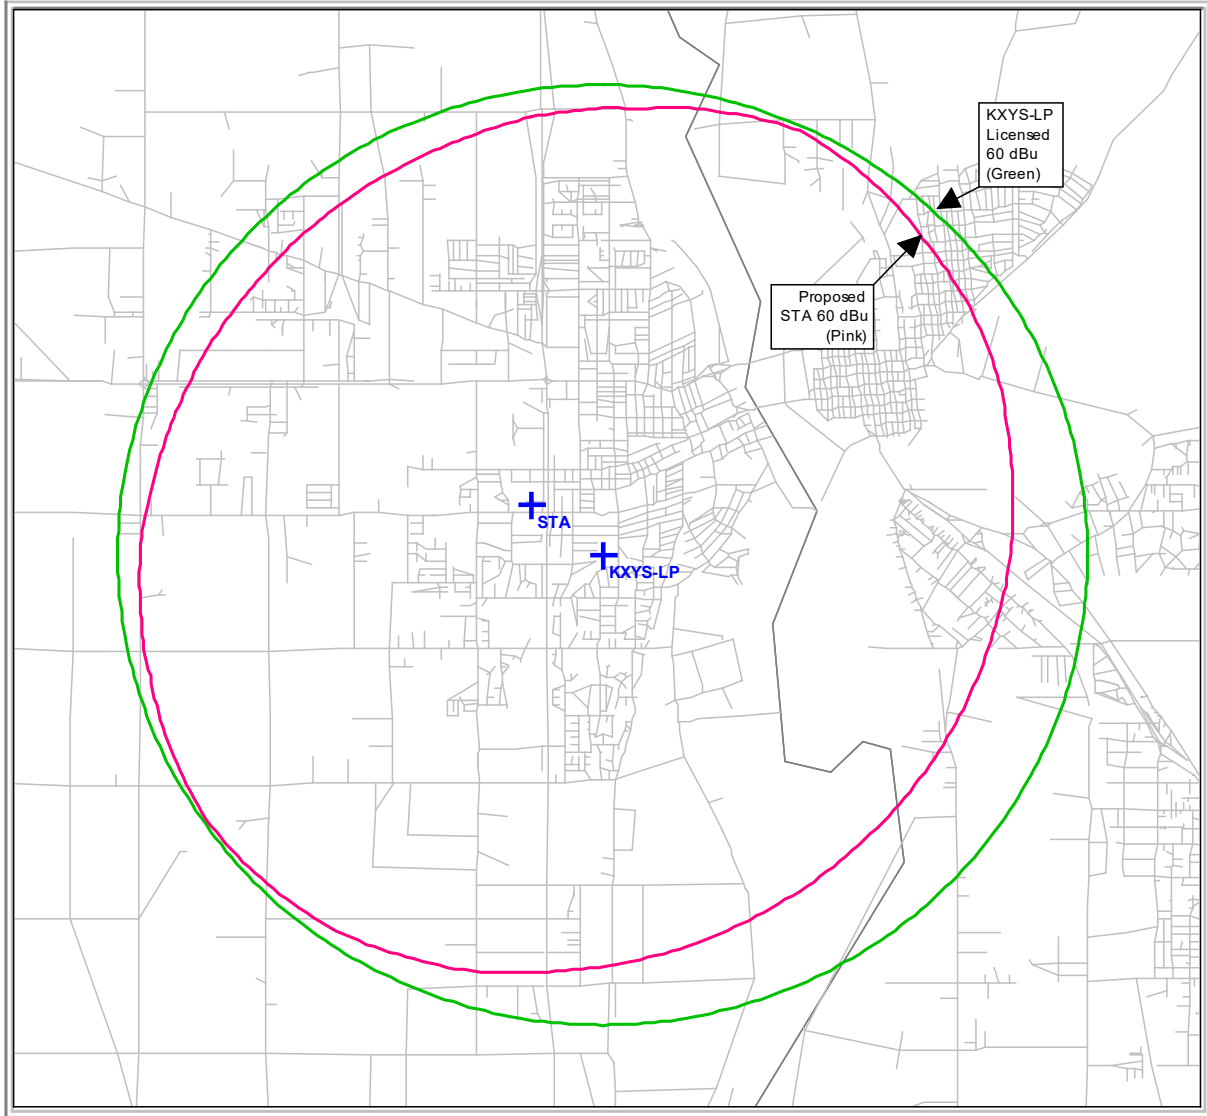 KXYS-LP
Licensed
60 dBu
(Green)
Proposed
STA 60 dBu
(Pink)
STA
KXYS-LP